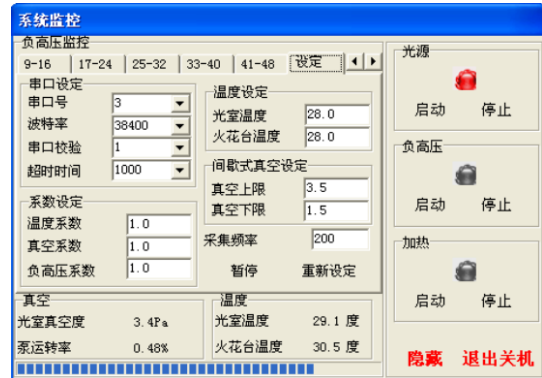 系统监控
负高压监控
9-16 17-24 25-32 33-40 41-48 设定
串口设定
串口号 3
波特率 38400
串口校验 1
超时时间 1000
系数设定
温度系数 1.0
真空系数 1.0
负高压系数 1.0
温度设定
光室温度 28.0
火花台温度 28.0
间歇式真空设定
真空上限 3.5
真空下限 1.5
采集频率 200
暂停 重新设定
真空
光室真空度 3.4Pa
泵运转率 0.48%
温度
光室温度 29.1 度
火花台温度 30.5 度
光源
启动 停止
负高压
启动 停止
加热
启动 停止
隐藏 退出关机